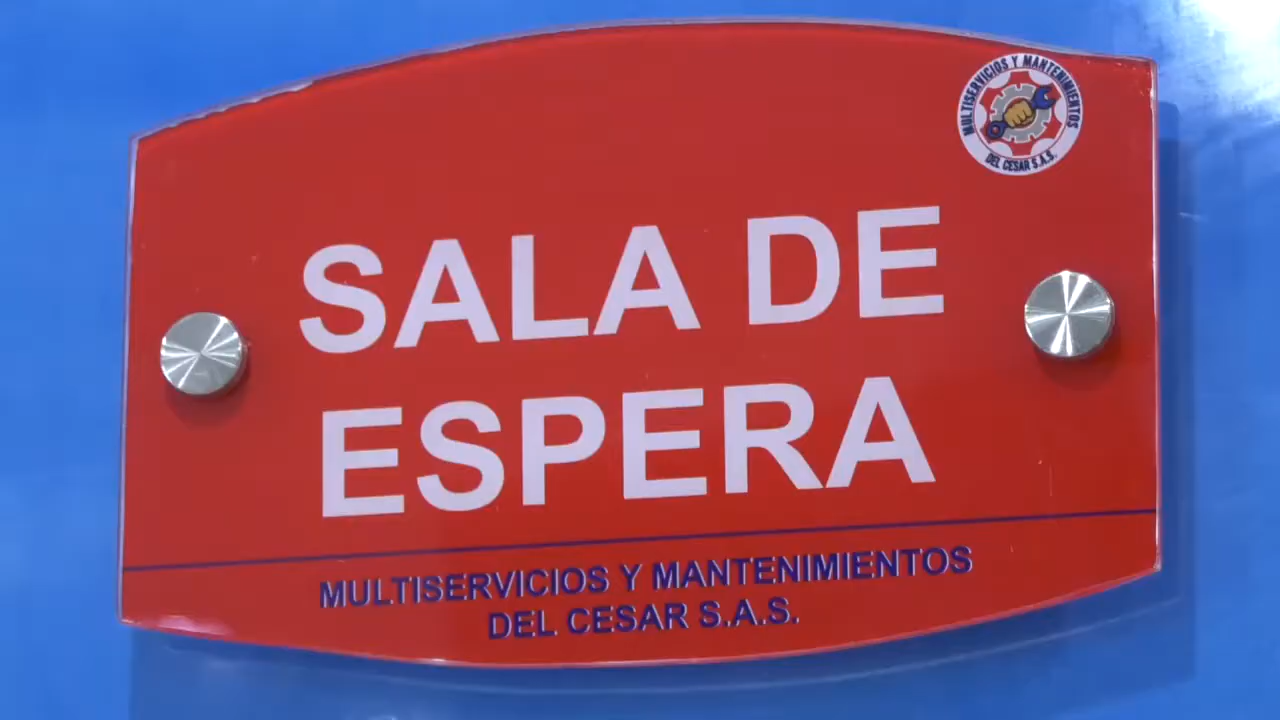 MULTISERVICIOS Y MANTENIMIENTOS
DEL CESAR S.A.S.
SALA DE
ESPERA
MULTISERVICIOS Y MANTENIMIENTOS
DEL CESAR S.A.S.